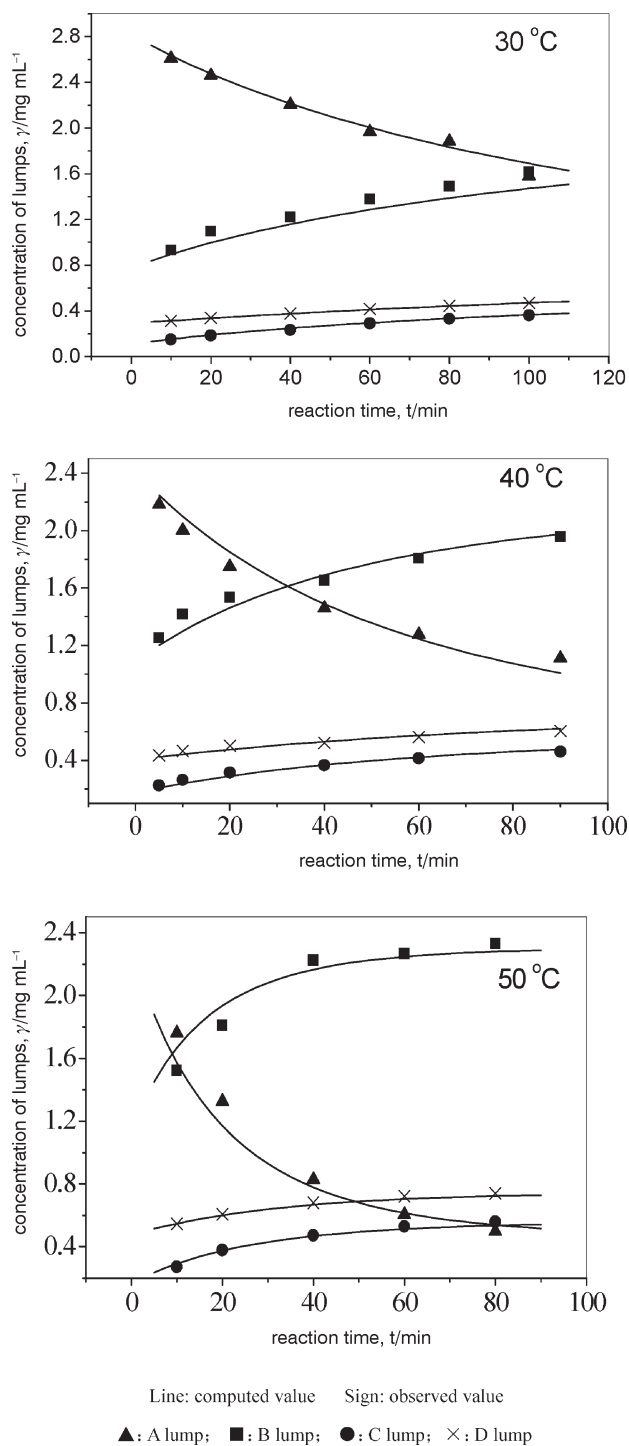 30 °C
2.8
2.4
2.0
1.6
1.2
0.8
0.4
0.0
0 20 40 60 80 100 120
concentration of lumps, γ/mg mL⁻¹
reaction time, t/min
40 °C
2.4
2.0
1.6
1.2
0.4
0 20 40 60 80 100
concentration of lumps, γ/mg mL⁻¹
reaction time, t/min
50 °C
2.4
2.2
1.6
1.2
0.8
0.4
0 20 40 60 80 100
concentration of lumps, γ/mg mL⁻¹
reaction time, t/min
Line: computed value Sign: observed value
▲: A lump; ■: B lump; ●: C lump; ×: D lump